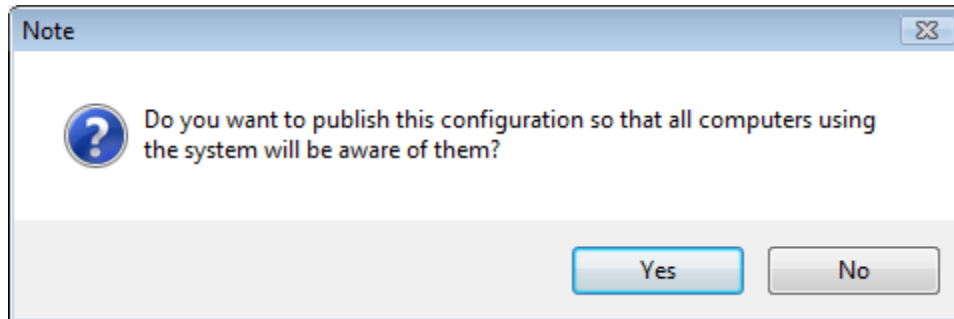 Note
Do you want to publish this configuration so that all computers using
the system will be aware of them?
Yes
No